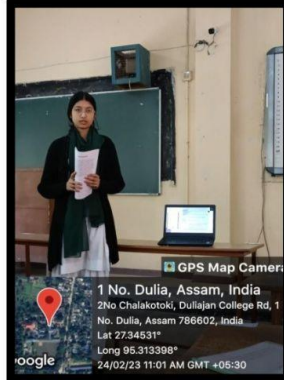 GPS Map Camera
1 No. Dulia, Assam, India
2No Chalakotoki, Duliajan College Rd, 1
No. Dulia, Assam 786602, India
Lat 27.34531°
Long 95.313398°
24/02/23 11:01 AM GMT +05:30
oogle